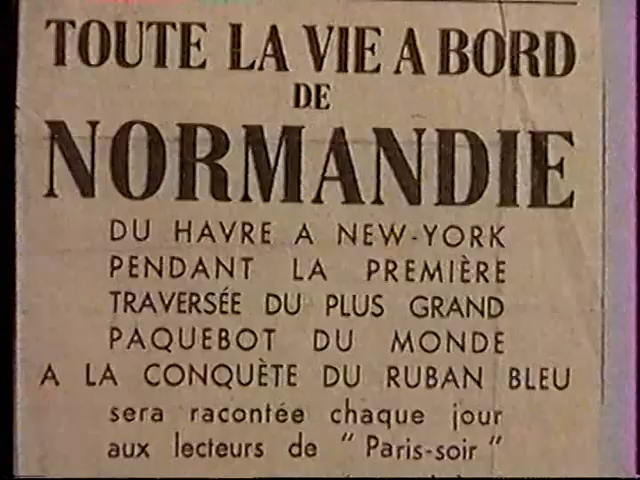 TOUTE LA VIE A BORD
DE
NORMANDIE
DU HAVRE A NEW-YORK
PENDANT LA PREMIÈRE
TRAVERSÉE DU PLUS GRAND
PAQUEBOT DU MONDE
A LA CONQUÈTE DU RUBAN BLEU
sera racontée chaque jour
aux lecteurs de " Paris-soir "